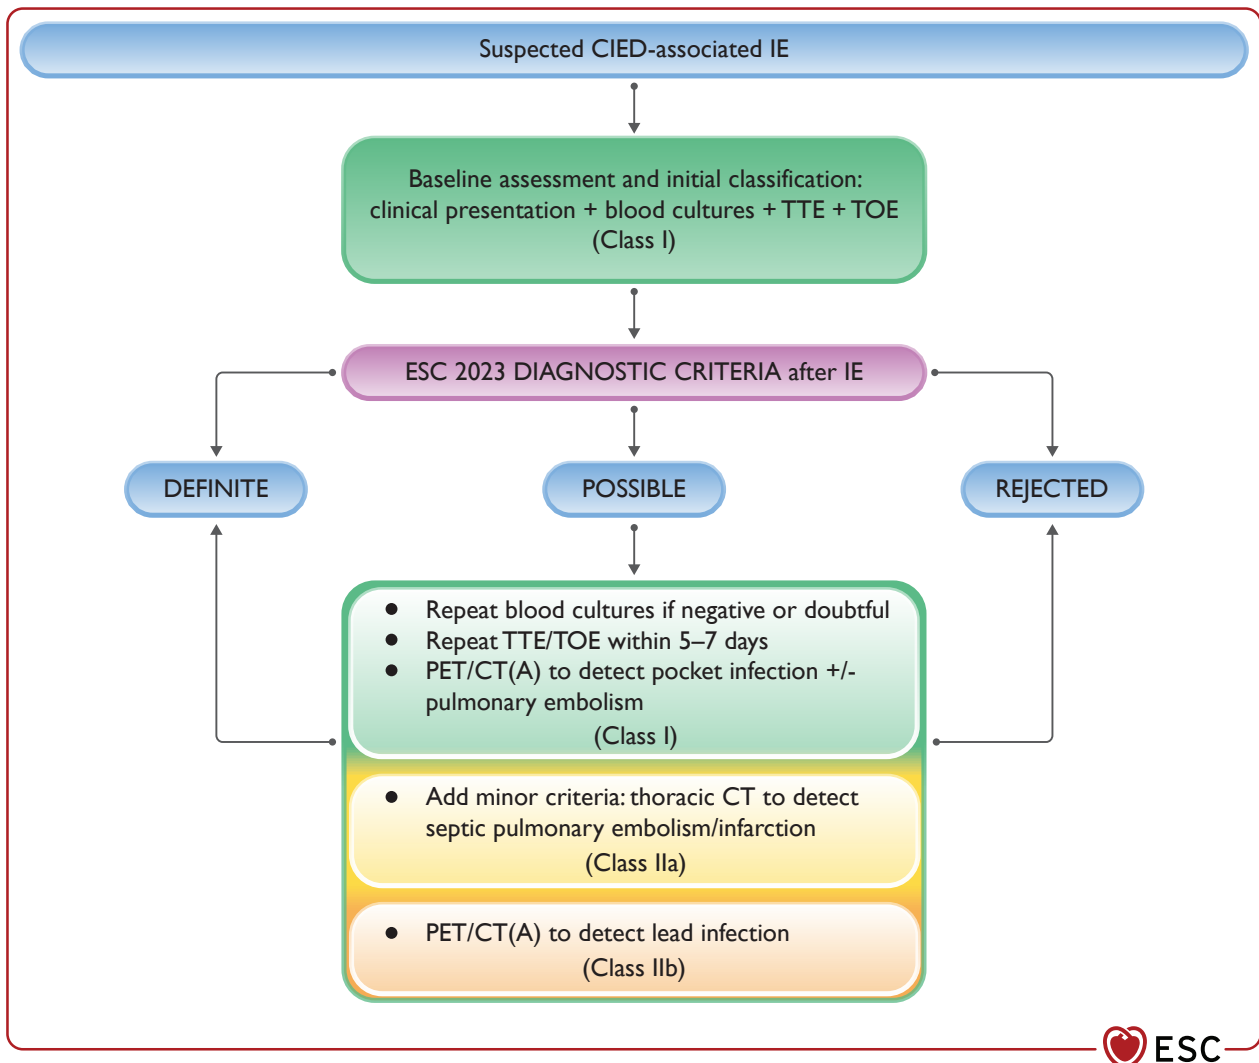 Suspected CIED-associated IE
Baseline assessment and initial classification:
clinical presentation + blood cultures + TTE + TOE
(Class I)
ESC 2023 DIAGNOSTIC CRITERIA after IE
DEFINITE
POSSIBLE
REJECTED
● Repeat blood cultures if negative or doubtful
● Repeat TTE/TOE within 5–7 days
● PET/CT(A) to detect pocket infection +/-
pulmonary embolism
(Class I)
● Add minor criteria: thoracic CT to detect
septic pulmonary embolism/infarction
(Class IIa)
● PET/CT(A) to detect lead infection
(Class IIb)
ESC